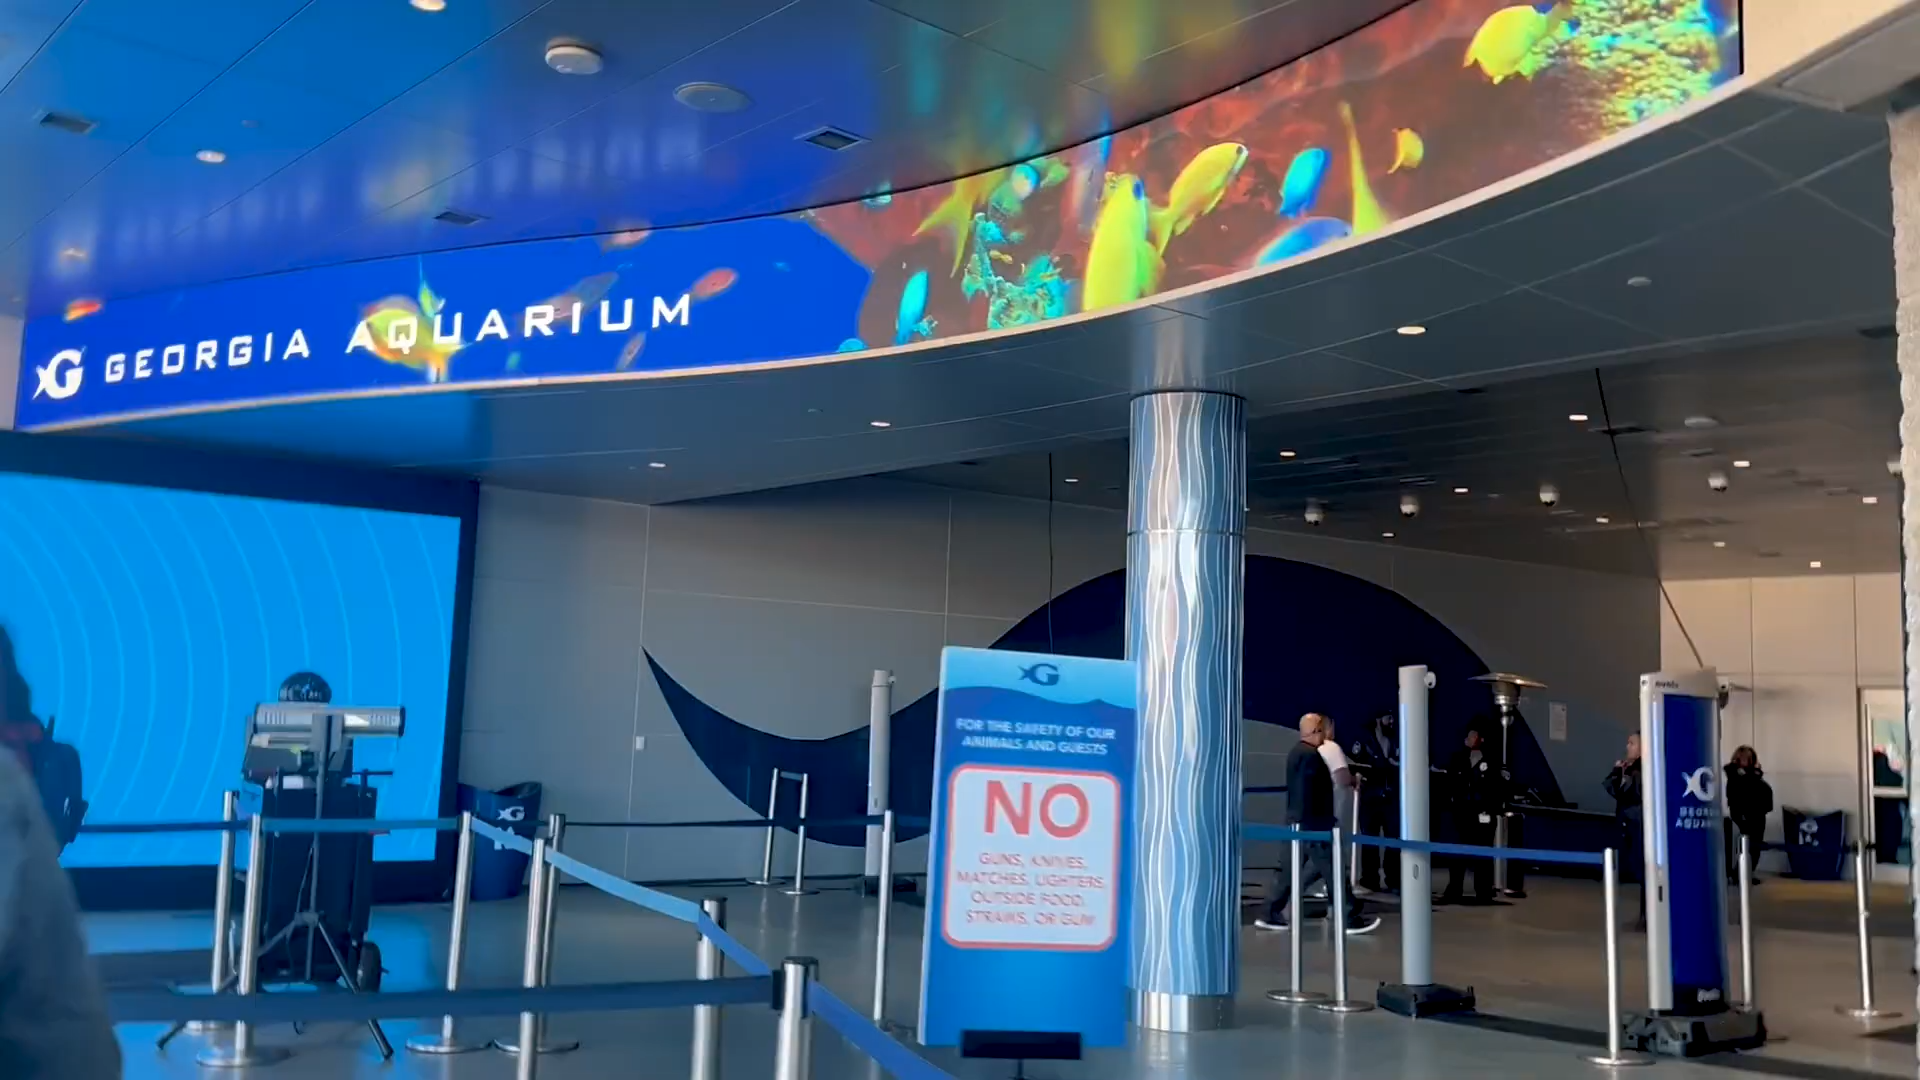 GEORGIA AQUARIUM
FOR THE SAFETY OF OUR
ANIMALS AND GUESTS
NO
GUNS, KNIVES,
MATCHES, LIGHTERS,
OUTSIDE FOOD,
STRAWS, OR GUM
GEORGIA
AQUARIUM